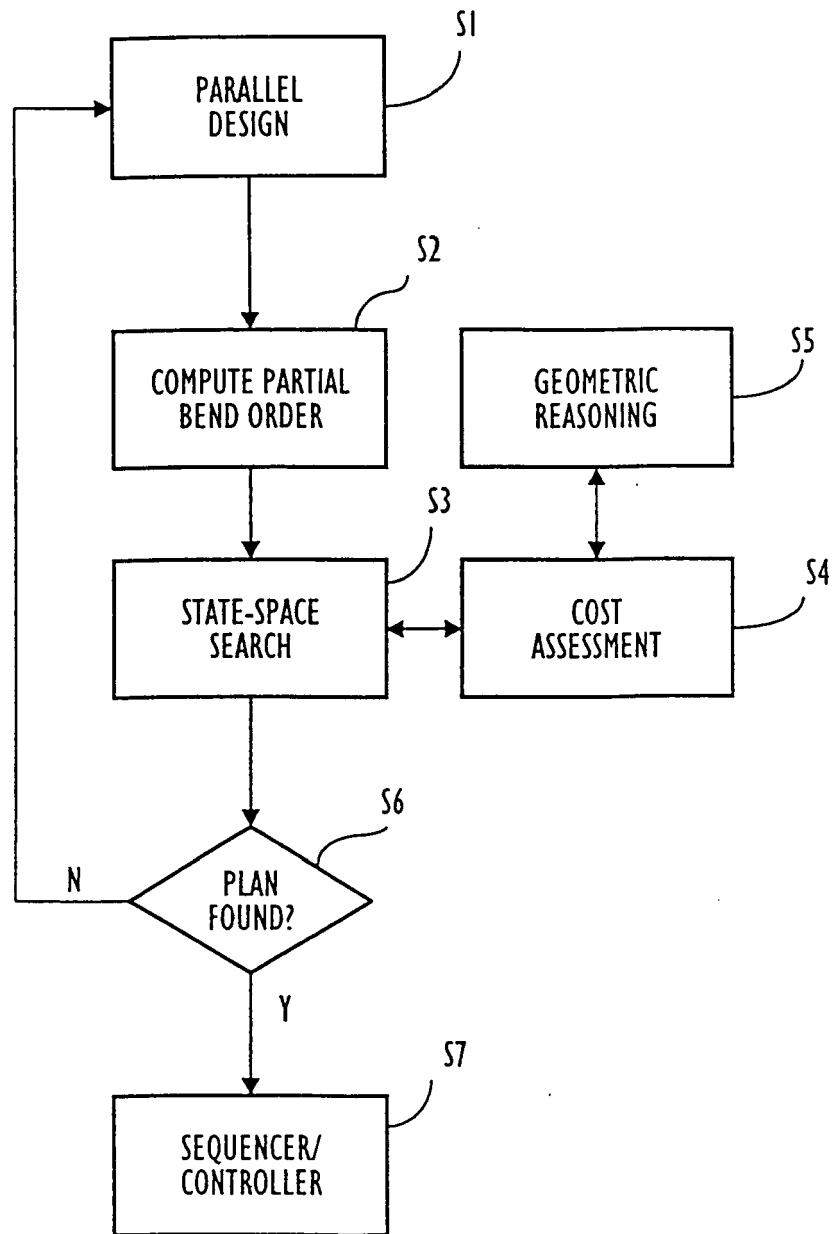 S1
PARALLEL
DESIGN
S2
COMPUTE PARTIAL
BEND ORDER
S5
GEOMETRIC
REASONING
S3
STATE-SPACE
SEARCH
S4
COST
ASSESSMENT
S6
PLAN
FOUND?
N
Y
S7
SEQUENCER/
CONTROLLER